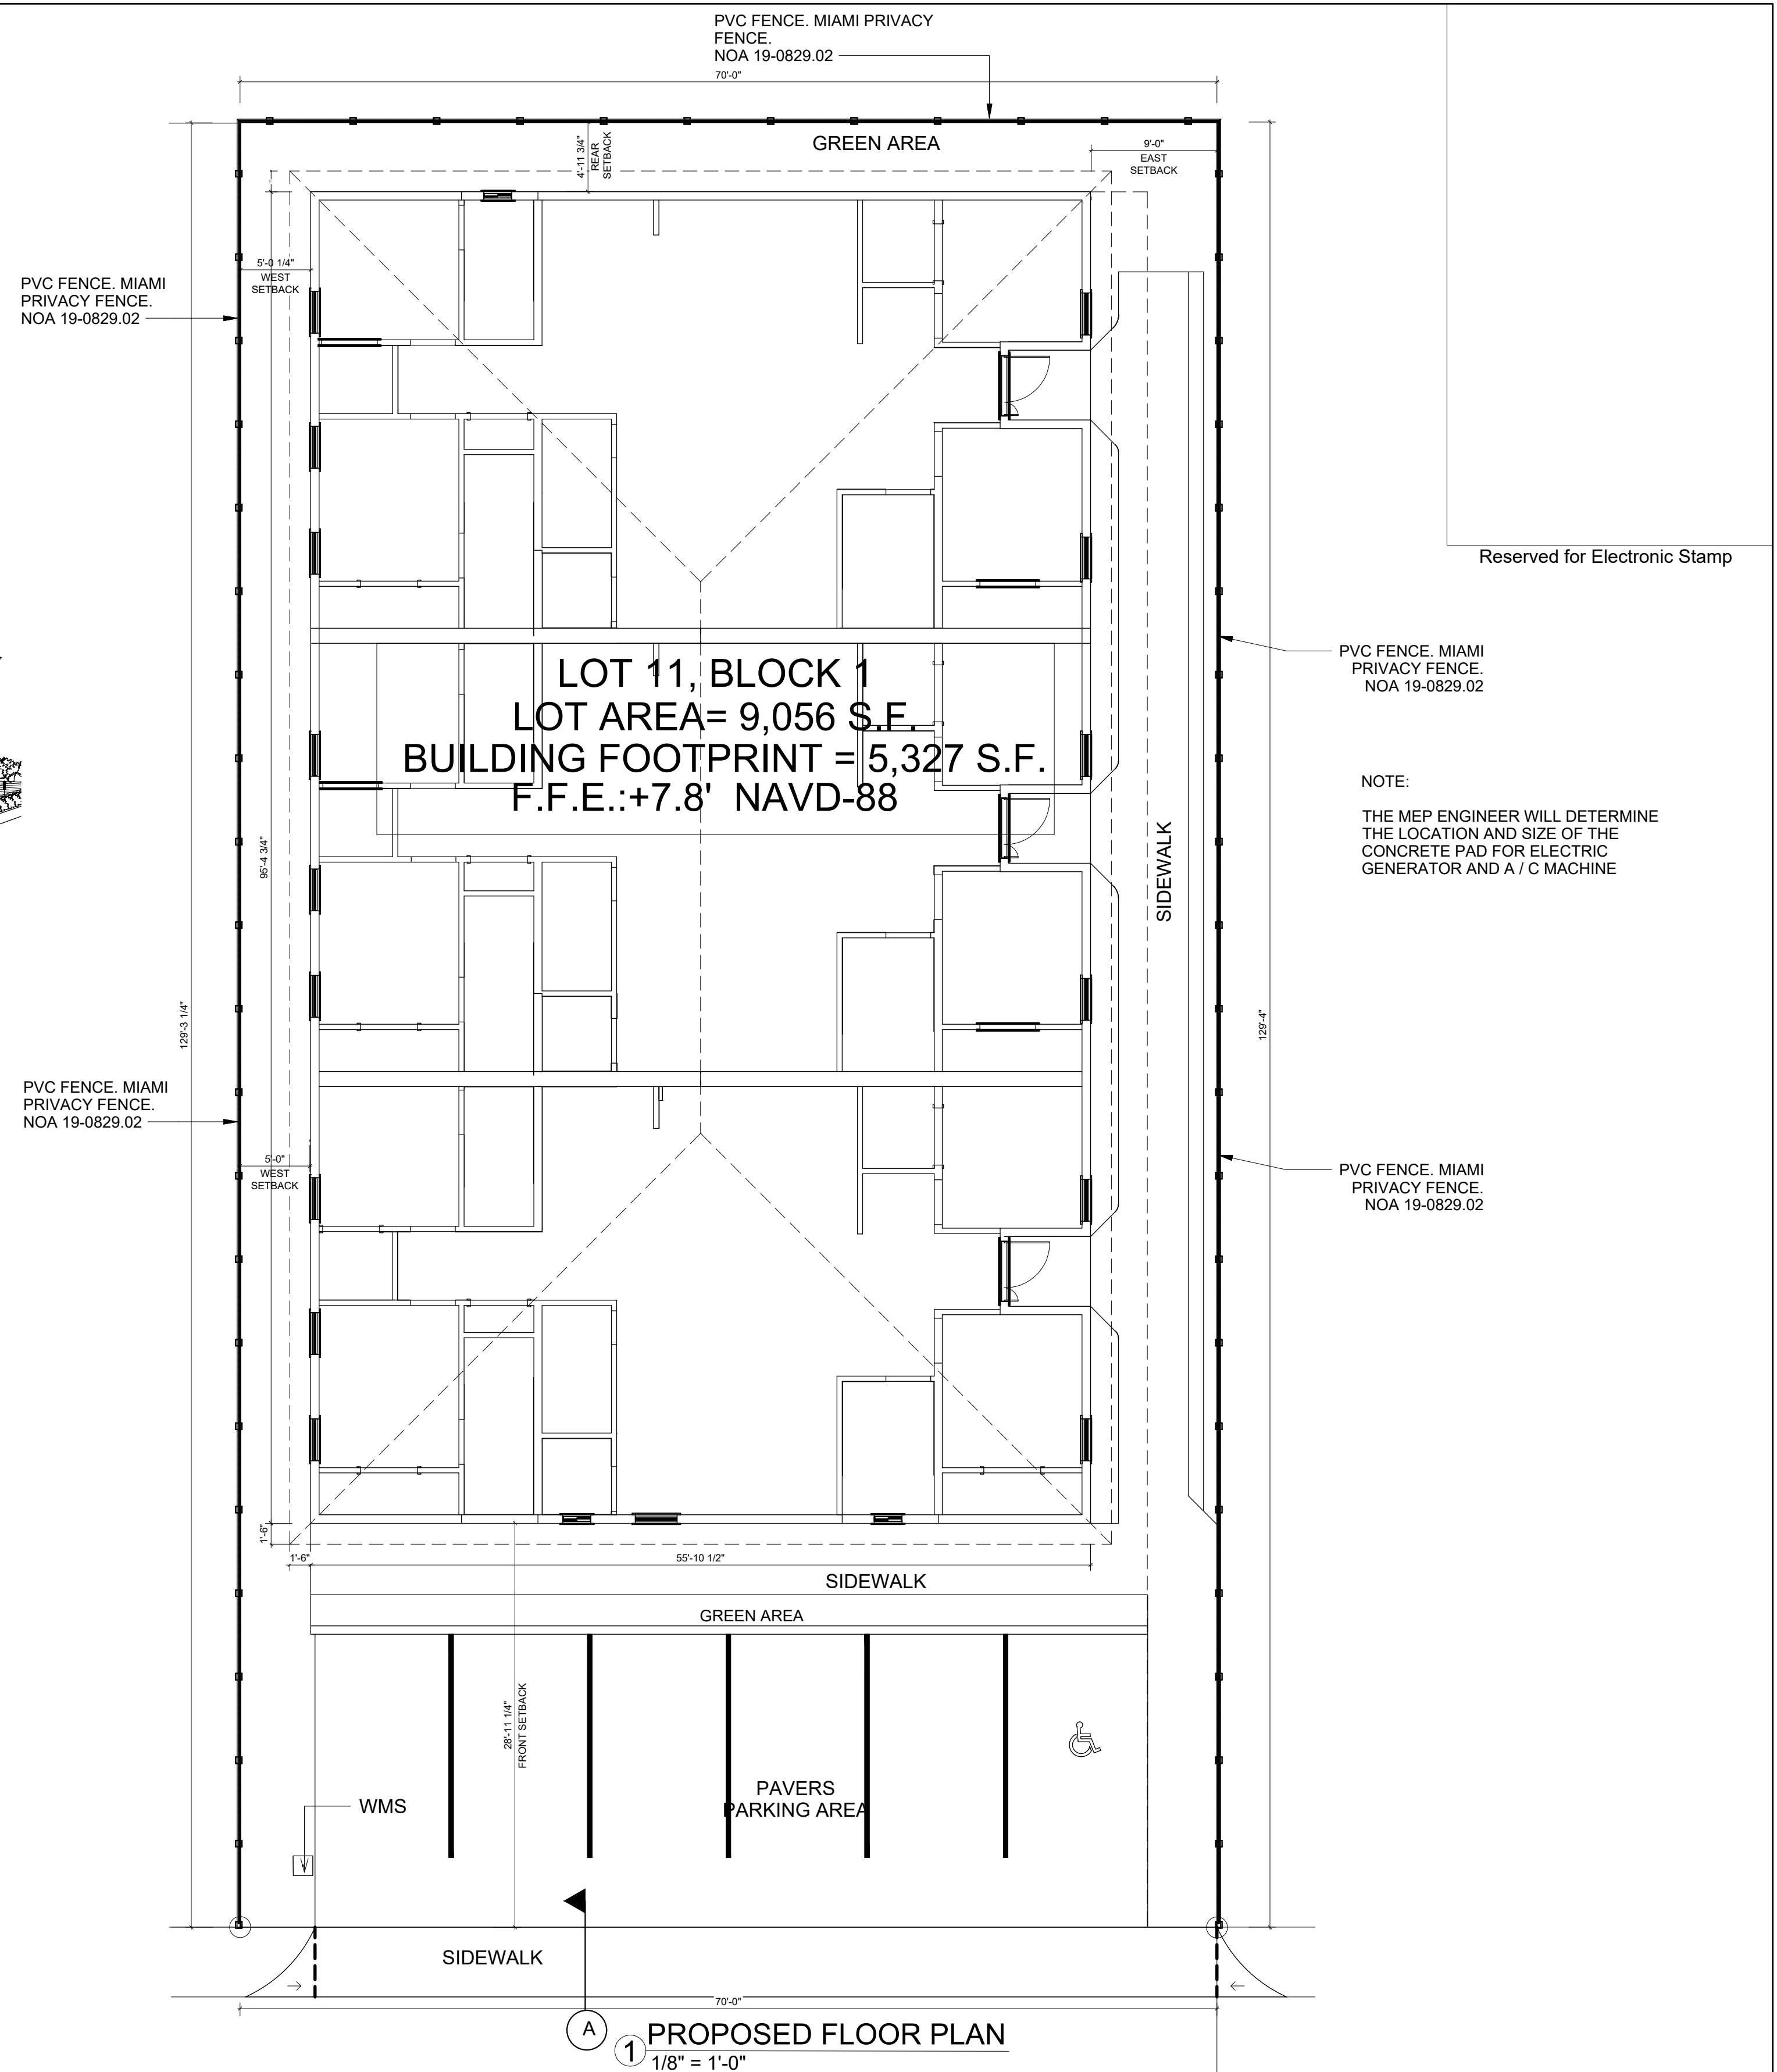 PVC FENCE. MIAMI PRIVACY
FENCE.
NOA 19-0829.02
70'-0"
GREEN AREA
4'-11 3/4"
REAR
SETBACK
9'-0"
EAST
SETBACK
5'-0 1/4"
WEST
SETBACK
PVC FENCE. MIAMI
PRIVACY FENCE.
NOA 19-0829.02
Reserved for Electronic Stamp
LOT 11, BLOCK 1
LOT AREA= 9,056 S.F.
BUILDING FOOTPRINT = 5,327 S.F.
F.F.E.:+7.8' NAVD-88
PVC FENCE. MIAMI
PRIVACY FENCE.
NOA 19-0829.02
NOTE:
THE MEP ENGINEER WILL DETERMINE
THE LOCATION AND SIZE OF THE
CONCRETE PAD FOR ELECTRIC
GENERATOR AND A / C MACHINE
SIDEWALK
95'-4 3/4"
129'-3 1/4"
129'-4"
PVC FENCE. MIAMI
PRIVACY FENCE.
NOA 19-0829.02
5'-0"
WEST
SETBACK
PVC FENCE. MIAMI
PRIVACY FENCE.
NOA 19-0829.02
1'-6"
1'-6"
55'-10 1/2"
SIDEWALK
GREEN AREA
28'-11 1/4"
FRONT SETBACK
WMS
PAVERS
PARKING AREA
SIDEWALK
70'-0"
A
1
PROPOSED FLOOR PLAN
1/8" = 1'-0"